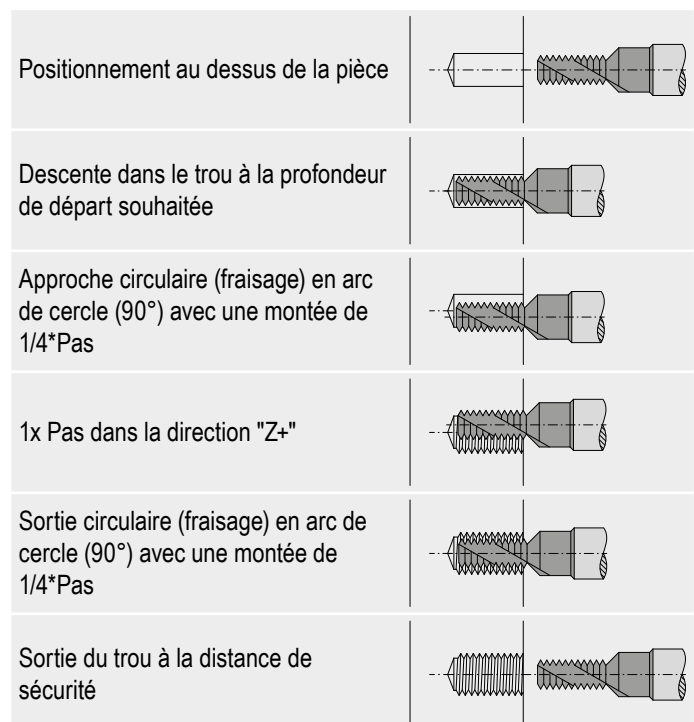 Positionnement au dessus de la pièce
Descente dans le trou à la profondeur
de départ souhaitée
Approche circulaire (fraisage) en arc
de cercle (90°) avec une montée de
1/4*Pas
1x Pas dans la direction "Z+"
Sortie circulaire (fraisage) en arc de
cercle (90°) avec une montée de
1/4*Pas
Sortie du trou à la distance de
sécurité